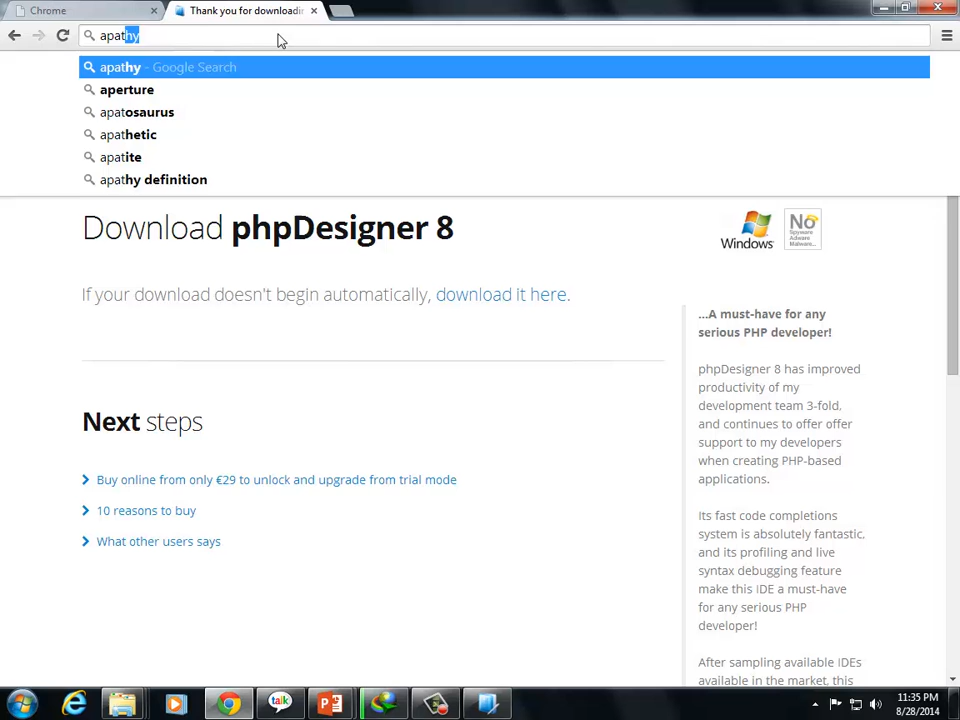 Chrome
Thank you for downloadin
apathy
apathy - Google Search
aperture
apatosaurus
apathetic
apatite
apathy definition
Download phpDesigner 8
Windows
No
Spyware
Adware
Malware...
If your download doesn't begin automatically, download it here.
...A must-have for any
serious PHP developer!
phpDesigner 8 has improved
productivity of my
development team 3-fold,
and continues to offer offer
support to my developers
when creating PHP-based
applications.
Its fast code completions
system is absolutely fantastic,
and its profiling and live
syntax debugging feature
make this IDE a must-have
for any serious PHP
developer!
After sampling available IDEs
available in the market, this
Next steps
Buy online from only €29 to unlock and upgrade from trial mode
10 reasons to buy
What other users says
talk
11:35 PM
8/28/2014